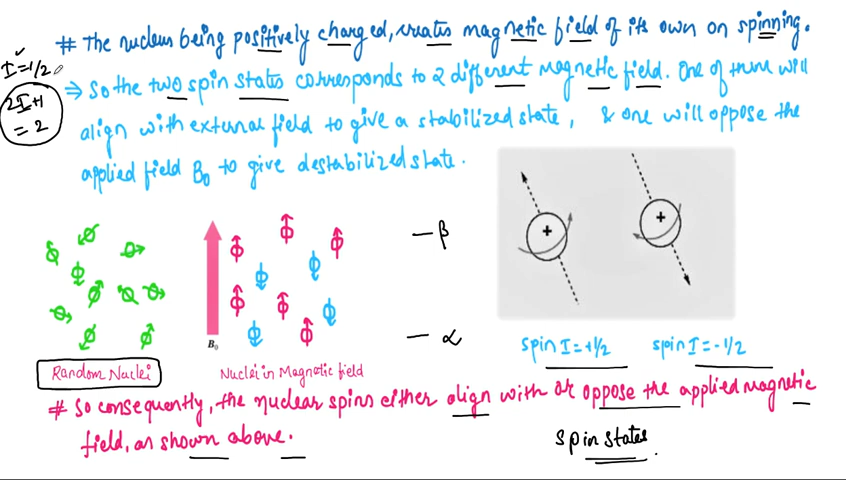 # The nucleus being positively charged, creates magnetic field of its own on spinning.
I=1/2
2I+1
= 2
⇒ So the two spin states corresponds to 2 different magnetic field. One of them will
align with external field to give a stabilized state, & one will oppose the
applied field B₀ to give destabilized state.
+ +
– β
B₀
– α
spin I=+1/2 spin I=-1/2
Random Nuclei Nuclei in Magnetic field
# So consequently, the nuclear spins either align with or oppose the applied magnetic
field, as shown above.
spin states.